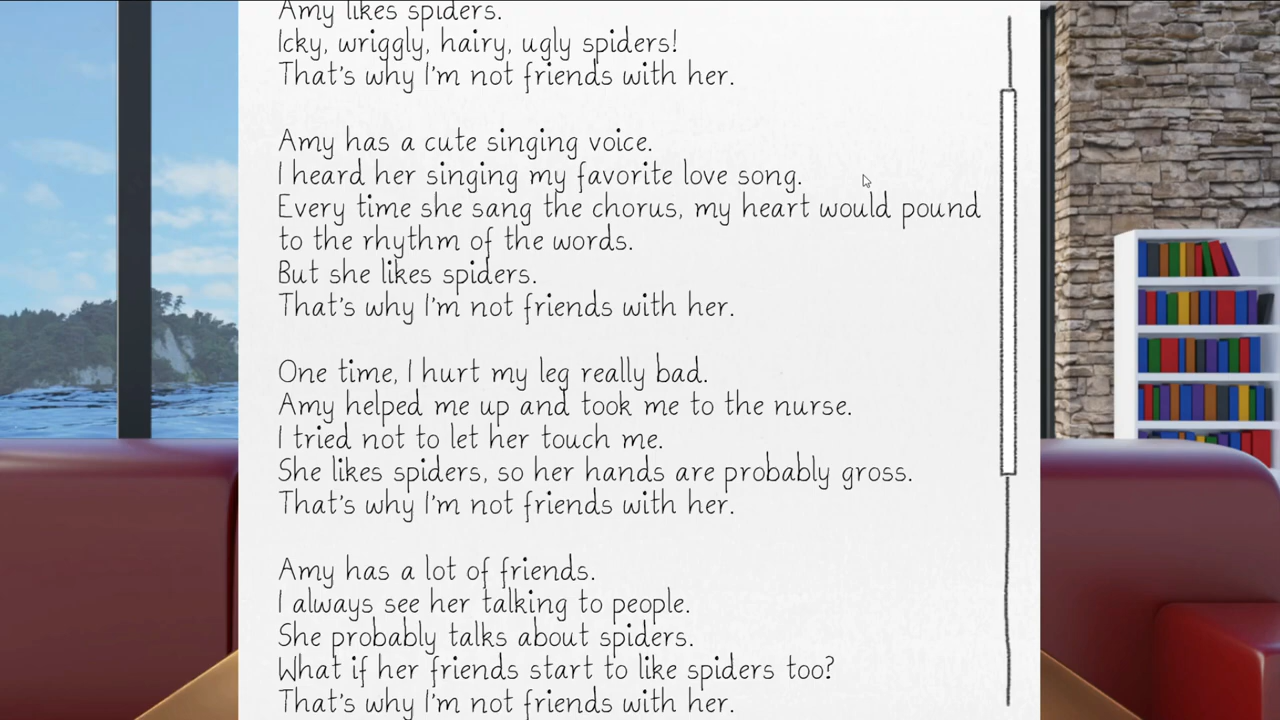 Amy likes spiders.
Icky, wriggly, hairy, ugly spiders!
That's why I'm not friends with her.
Amy has a cute singing voice.
I heard her singing my favorite love song.
Every time she sang the chorus, my heart would pound
to the rhythm of the words.
But she likes spiders.
That's why I'm not friends with her.
One time, I hurt my leg really bad.
Amy helped me up and took me to the nurse.
I tried not to let her touch me.
She likes spiders, so her hands are probably gross.
That's why I'm not friends with her.
Amy has a lot of friends.
I always see her talking to people.
She probably talks about spiders.
What if her friends start to like spiders too?
That's why I'm not friends with her.